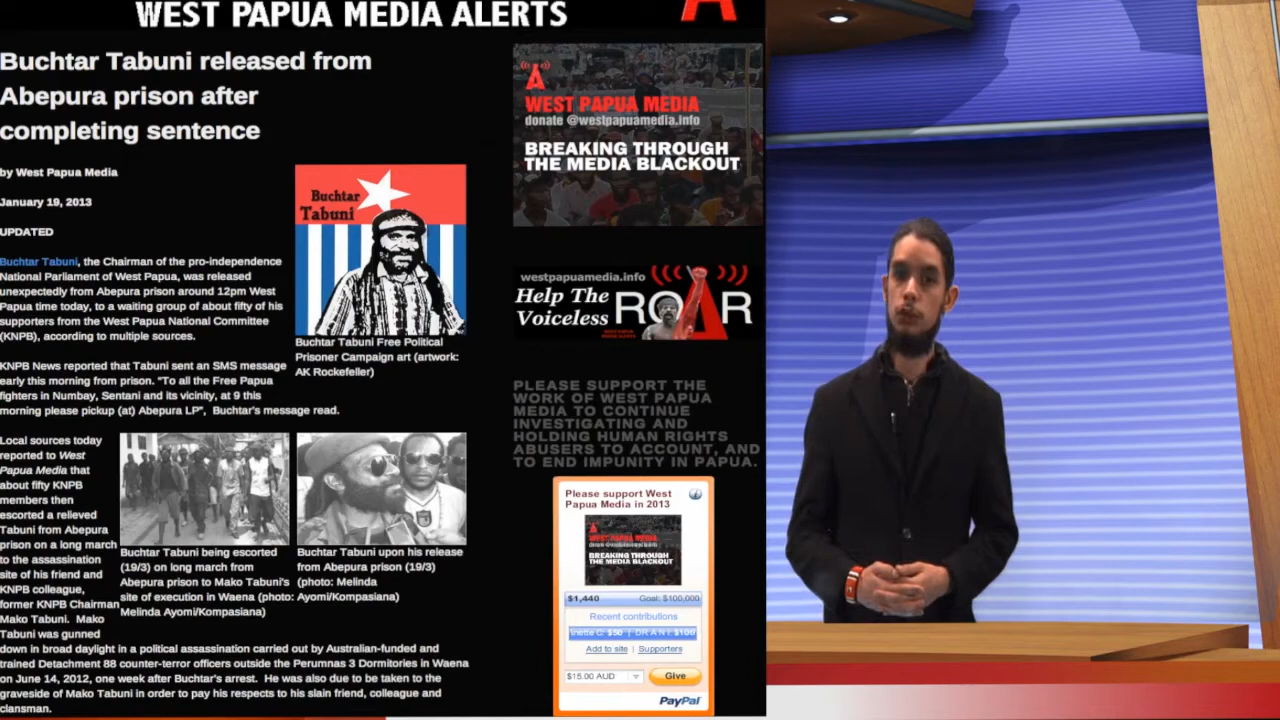 WEST PAPUA MEDIA ALERTS
Buchtar Tabuni released from
Abepura prison after
completing sentence
by West Papua Media
January 19, 2013
UPDATED
Buchtar Tabuni, the Chairman of the pro-independence
National Parliament of West Papua, was released
unexpectedly from Abepura prison around 12pm West
Papua time today, to a waiting group of about fifty of his
supporters from the West Papua National Committee
(KNPB), according to multiple sources.
Buchtar
Tabuni
Buchtar Tabuni Free Political
Prisoner Campaign art (artwork:
AK Rockefeller)
KNPB News reported that Tabuni sent an SMS message
early this morning from prison. "To all the Free Papua
fighters in Numbay, Sentani and its vicinity, at 9 this
morning please pickup (at) Abepura LP", Buchtar's message read.
Local sources today
reported to West
Papua Media that
about fifty KNPB
members then
escorted a relieved
Tabuni from Abepura
prison on a long march
to the assassination
site of his friend and
KNPB colleague,
former KNPB Chairman
Mako Tabuni. Mako
Tabuni was gunned
down in broad daylight in a political assassination carried out by Australian-funded and
trained Detachment 88 counter-terror officers outside the Perumnas 3 Dormitories in Waena
on June 14, 2012, one week after Buchtar's arrest. He was also due to be taken to the
graveside of Mako Tabuni in order to pay his respects to his slain friend, colleague and
clansman.
Buchtar Tabuni being escorted
(19/3) on long march from
Abepura prison to Mako Tabuni's
site of execution in Waena (photo:
Melinda Ayomi/Kompasiana)
Buchtar Tabuni upon his release
from Abepura prison (19/3)
(photo: Melinda
Ayomi/Kompasiana)
WEST PAPUA MEDIA
donate @westpapuamedia.info
BREAKING THROUGH
THE MEDIA BLACKOUT
westpapuamedia.info
Help The
Voiceless ROAR
PLEASE SUPPORT THE
WORK OF WEST PAPUA
MEDIA TO CONTINUE
INVESTIGATING AND
HOLDING HUMAN RIGHTS
ABUSERS TO ACCOUNT, AND
TO END IMPUNITY IN PAPUA.
Please support West
Papua Media in 2013
BREAKING THROUGH
THE MEDIA BLACKOUT
$1,440 Goal: $100,000
Recent contributions
C: $50 | DR A N I: $100
Add to site | Supporters
$15.00 AUD Give
PayPal